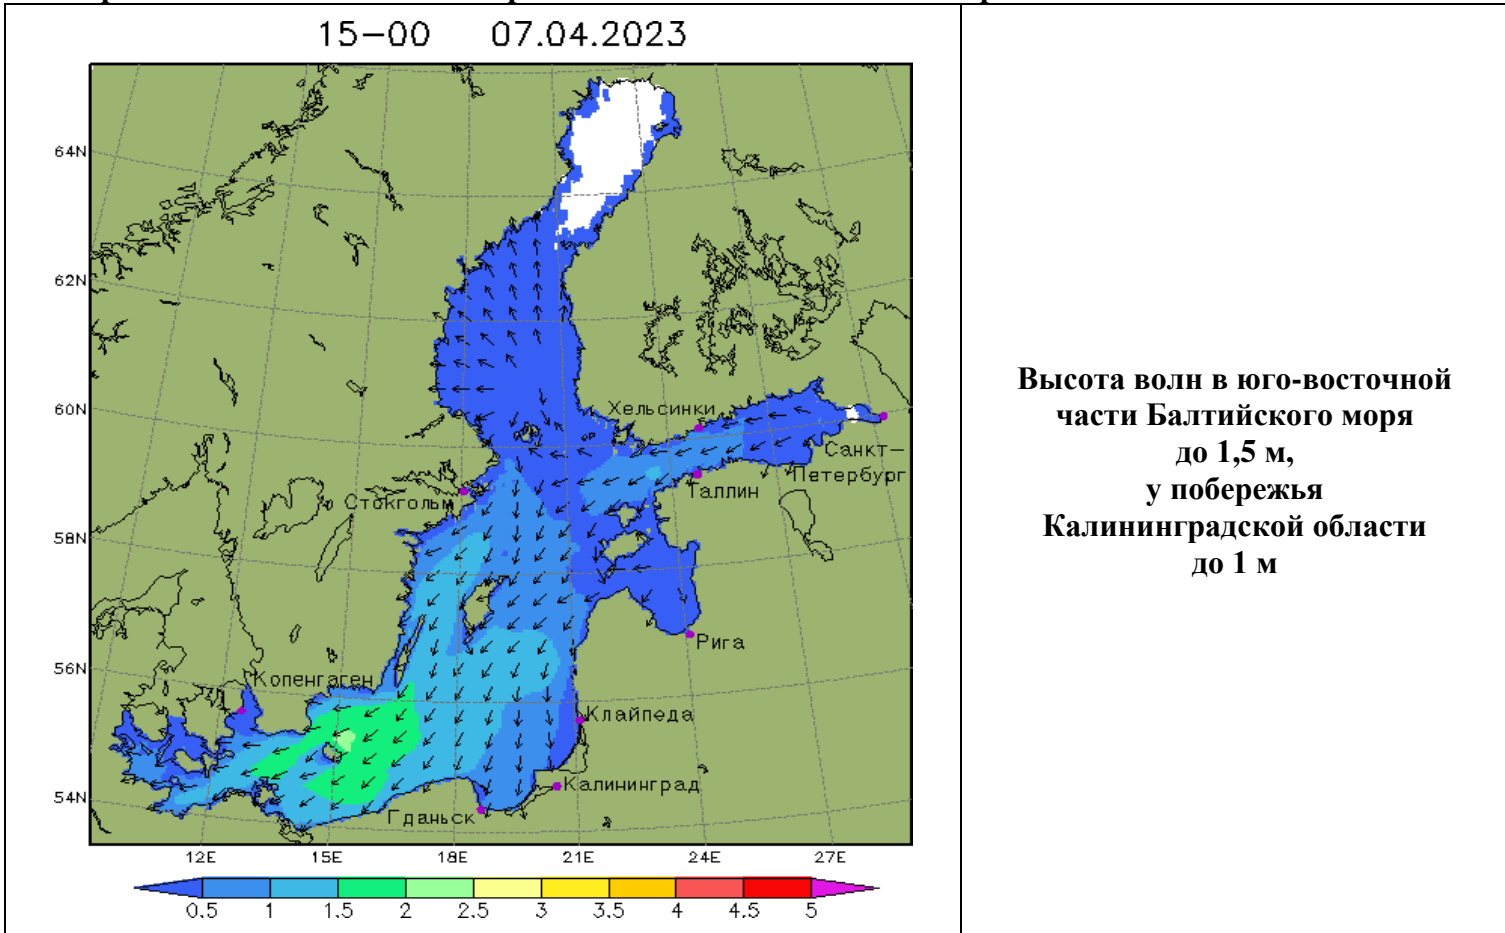 15-00 07.04.2023
64N
62N
60N
58N
56N
54N
Хельсинки
Санкт-
Петербург
Таллин
Стокгольм
Рига
Копенгаген
Клайпеда
Калининград
Гданьск
12E 15E 18E 21E 24E 27E
0.5 1 1.5 2 2.5 3 3.5 4 4.5 5
Высота волн в юго-восточной
части Балтийского моря
до 1,5 м,
у побережья
Калининградской области
до 1 м